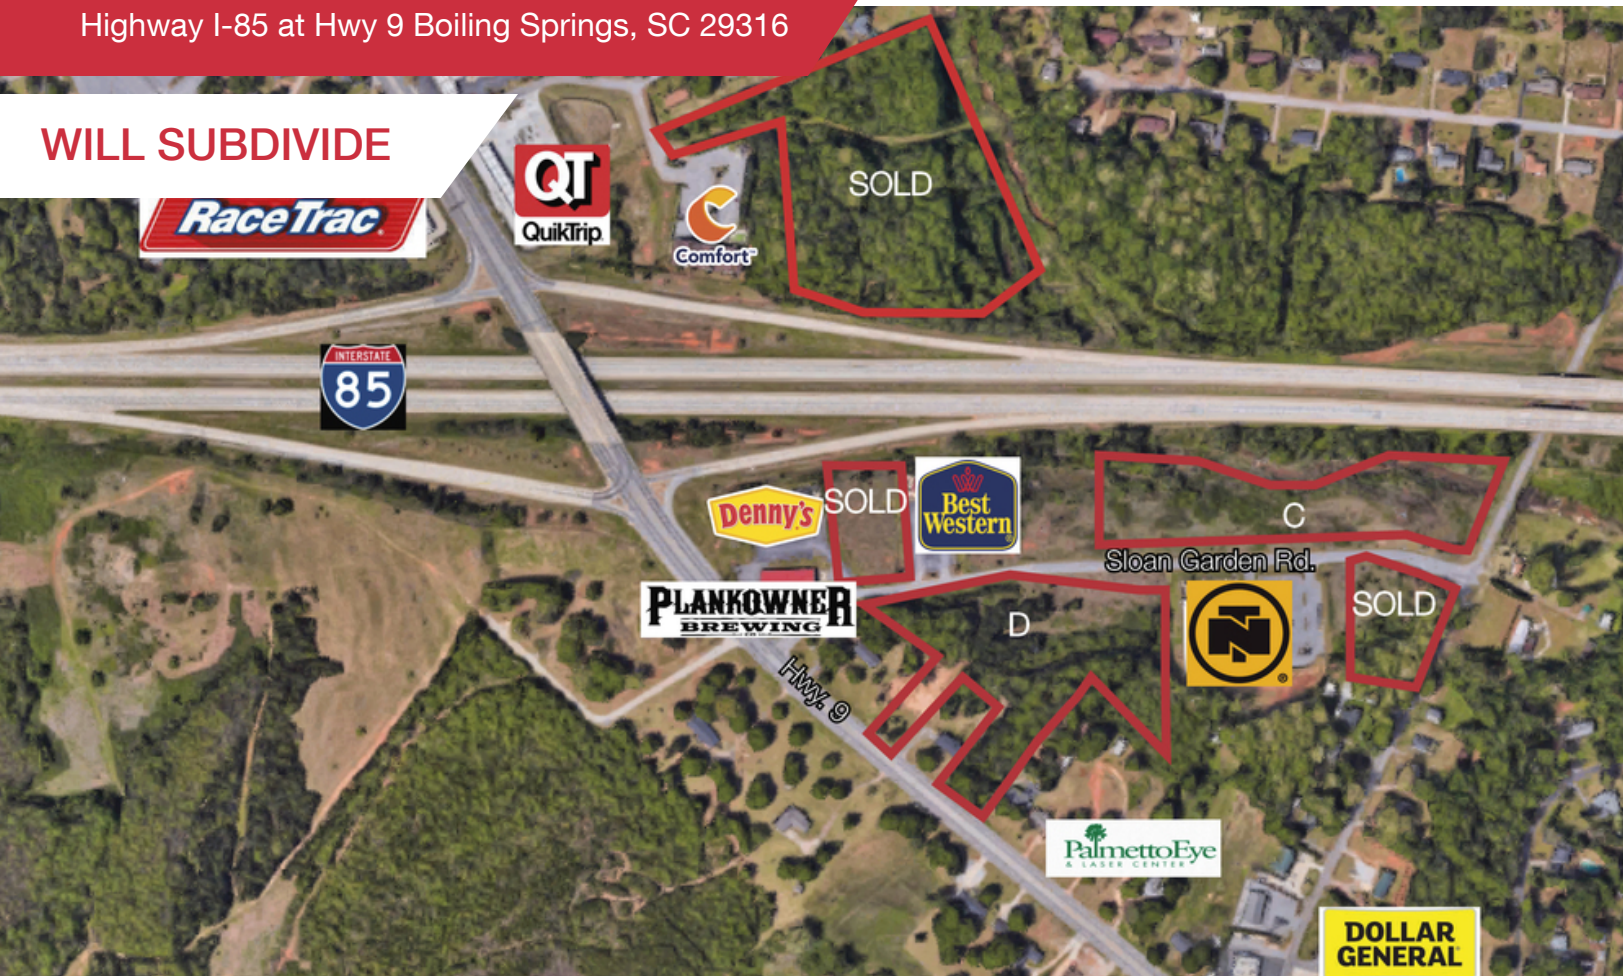 Highway I-85 at Hwy 9 Boiling Springs, SC 29316
WILL SUBDIVIDE
RaceTrac
QT
QuikTrip
C
Comfort
SOLD
INTERSTATE
85
Denny's
SOLD
Best
Western
C
Sloan Garden Rd.
PLANKOWNER
BREWING
CO
D
N
SOLD
Hwy. 9
PalmettoEye
& LASER CENTER
DOLLAR
GENERAL